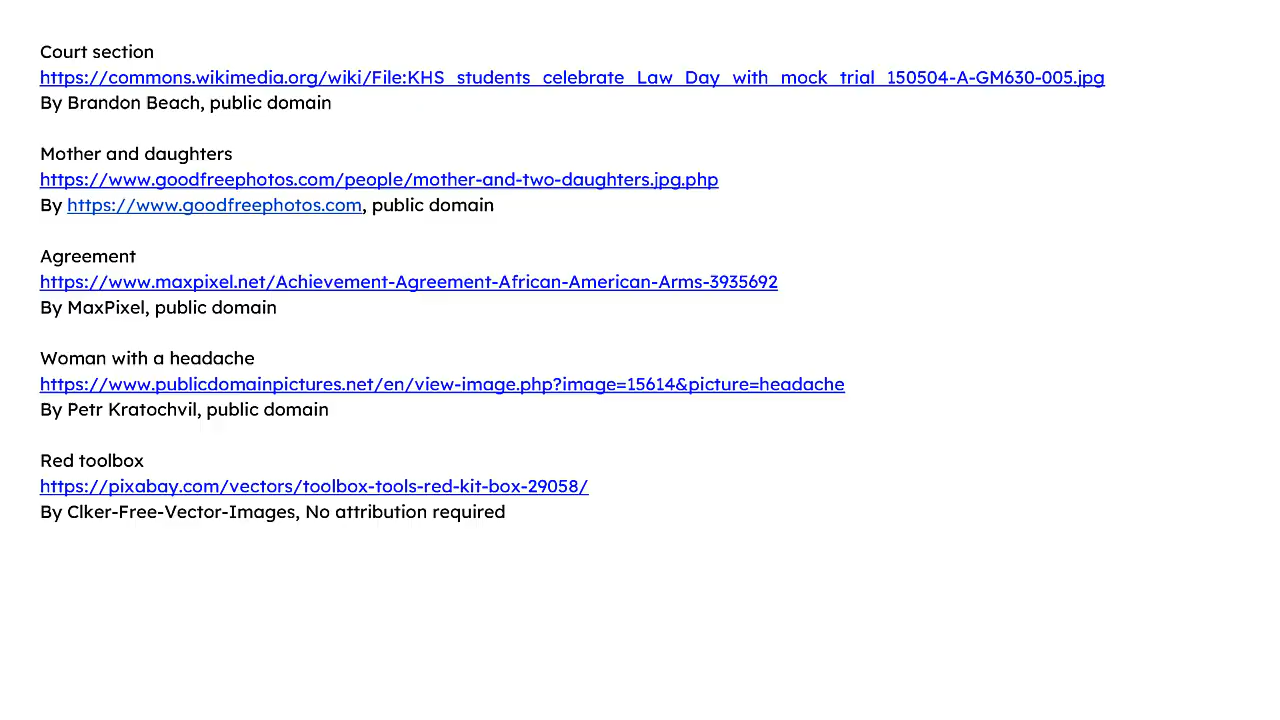 Court section
https://commons.wikimedia.org/wiki/File:KHS_students_celebrate_Law_Day_with_mock_trial_150504-A-GM630-005.jpg
By Brandon Beach, public domain
Mother and daughters
https://www.goodfreephotos.com/people/mother-and-two-daughters.jpg.php
By https://www.goodfreephotos.com, public domain
Agreement
https://www.maxpixel.net/Achievement-Agreement-African-American-Arms-3935692
By MaxPixel, public domain
Woman with a headache
https://www.publicdomainpictures.net/en/view-image.php?image=15614&picture=headache
By Petr Kratochvil, public domain
Red toolbox
https://pixabay.com/vectors/toolbox-tools-red-kit-box-29058/
By Clker-Free-Vector-Images, No attribution required